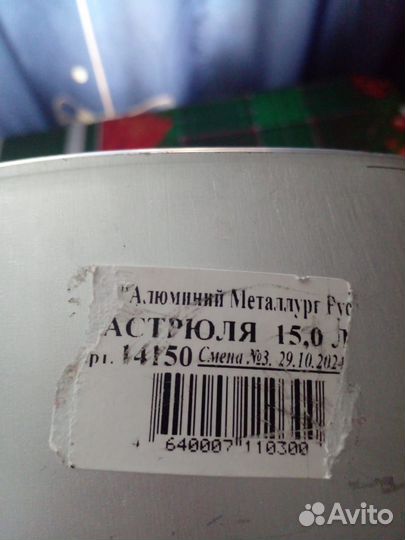 "Алюминий Металлург Рус
АСТРЮЛЯ 15,0 Л
рт. 14150 Смена №3, 29.10.2024
4 640007 110300
Avito